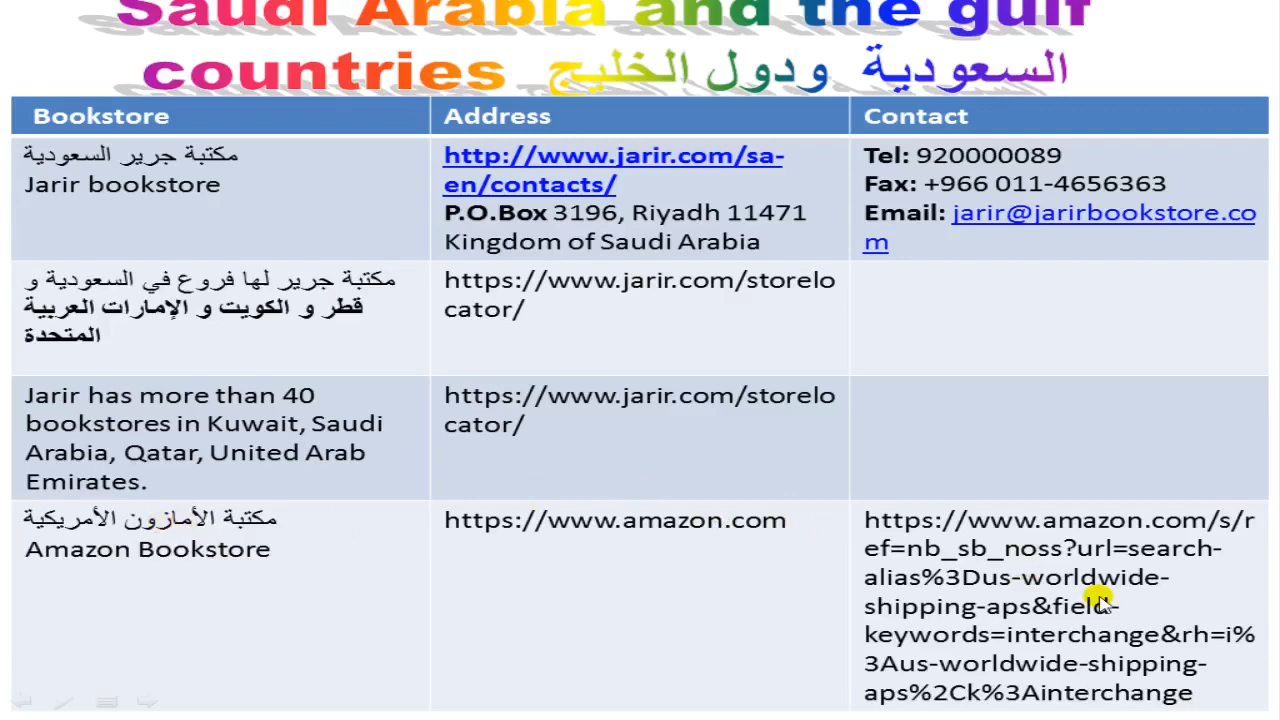 Saudi Arabia and the gulf
countries السعودية ودول الخليج
Bookstore
Address
Contact
مكتبة جرير السعودية
Jarir bookstore
http://www.jarir.com/sa-
en/contacts/
P.O.Box 3196, Riyadh 11471
Kingdom of Saudi Arabia
Tel: 920000089
Fax: +966 011-4656363
Email: jarir@jarirbookstore.co
m
مكتبة جرير لها فروع في السعودية و
قطر و الكويت و الإمارات العربية
المتحدة
https://www.jarir.com/storelo
cator/
Jarir has more than 40
bookstores in Kuwait, Saudi
Arabia, Qatar, United Arab
Emirates.
https://www.jarir.com/storelo
cator/
مكتبة الأمازون الأمريكية
Amazon Bookstore
https://www.amazon.com
https://www.amazon.com/s/r
ef=nb_sb_noss?url=search-
alias%3Dus-worldwide-
shipping-aps&field-
keywords=interchange&rh=i%
3Aus-worldwide-shipping-
aps%2Ck%3Ainterchange